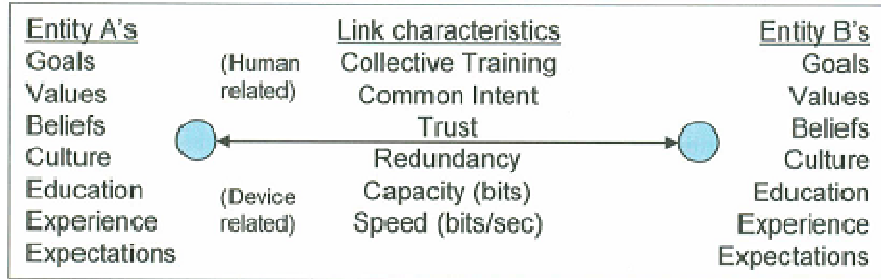 Entity A's
Goals
Values
Beliefs
Culture
Education
Experience
Expectations
(Human
related)
(Device
related)
Link characteristics
Collective Training
Common Intent
Trust
Redundancy
Capacity (bits)
Speed (bits/sec)
Entity B's
Goals
Values
Beliefs
Culture
Education
Experience
Expectations